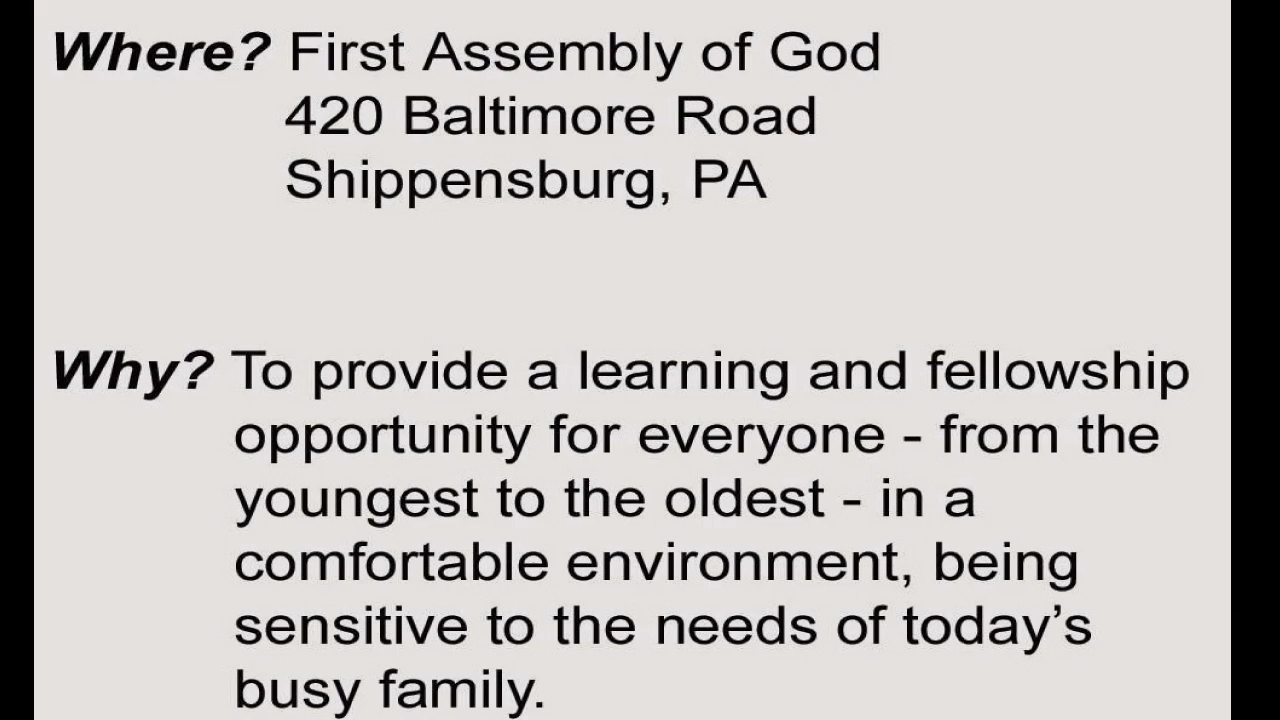 Where? First Assembly of God
420 Baltimore Road
Shippensburg, PA
Why? To provide a learning and fellowship
opportunity for everyone - from the
youngest to the oldest - in a
comfortable environment, being
sensitive to the needs of today’s
busy family.